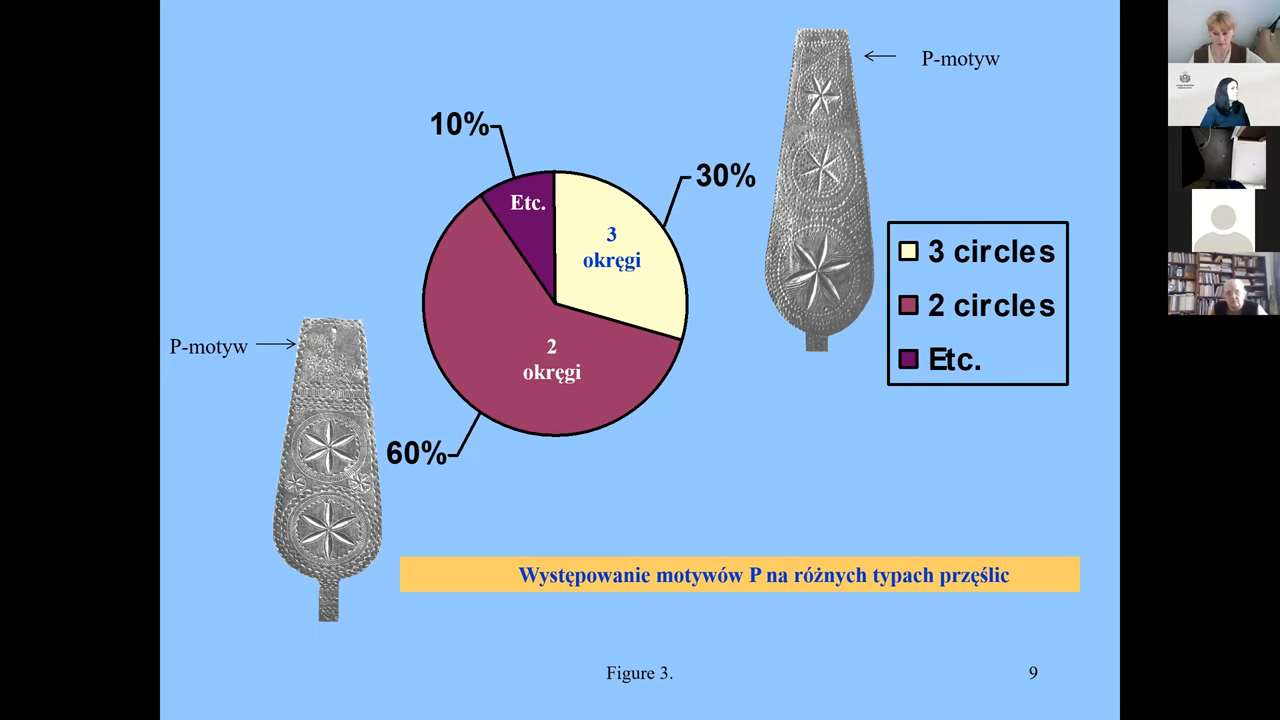 P-motyw
10%
30%
Etc.
3
okręgi
3 circles
2 circles
Etc.
P-motyw
2
okręgi
60%
Występowanie motywów P na różnych typach przęślic
Figure 3.
9